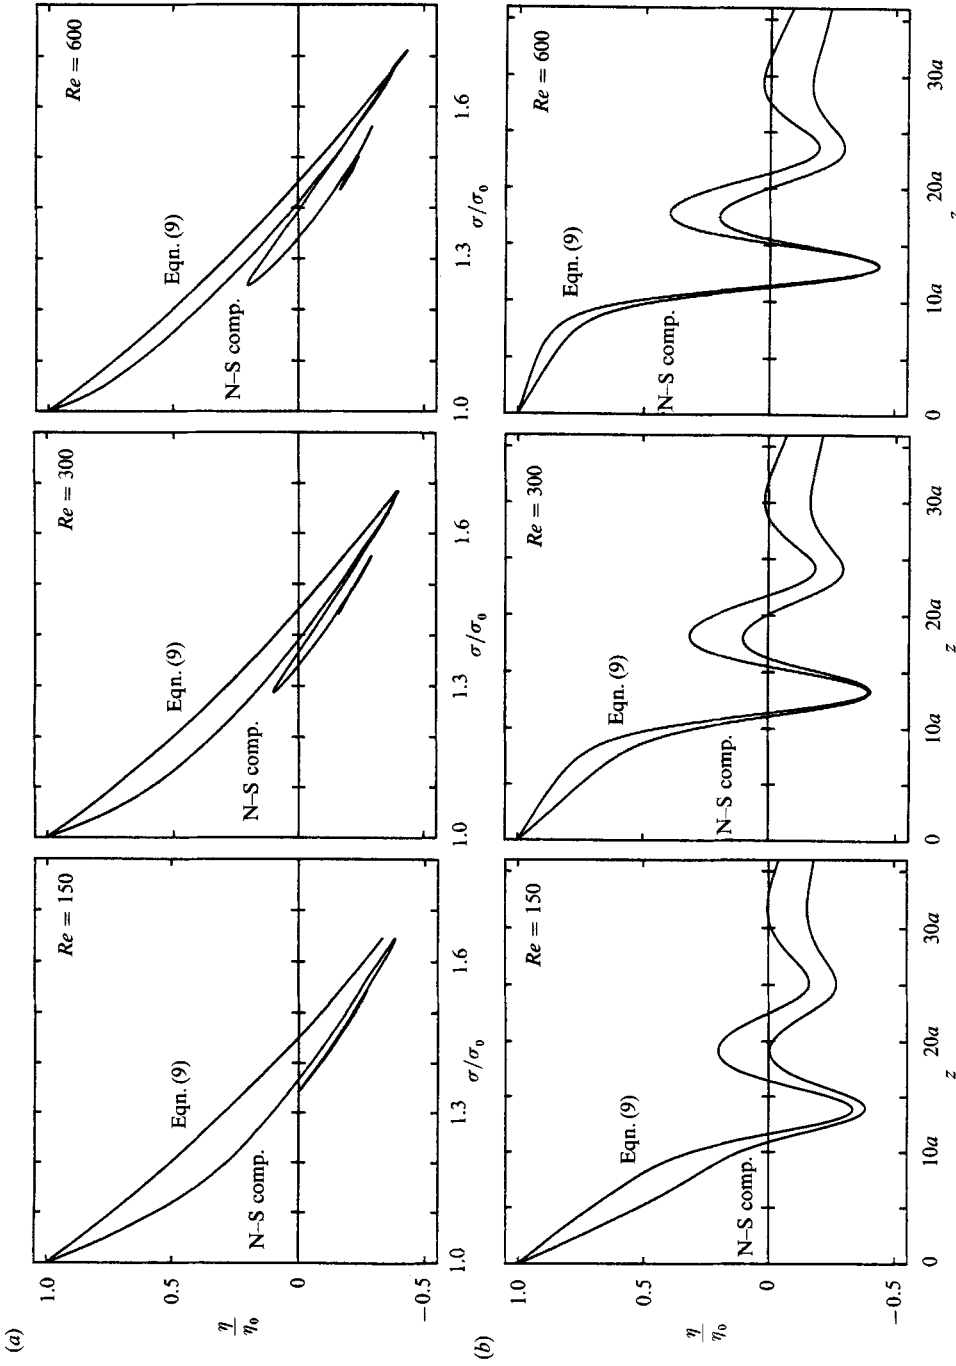 (a)
1.0
0.5
η/η₀
0
−0.5
Re = 150
Eqn. (9)
N–S comp.
1.0 1.3 1.6
σ/σ₀
Re = 300
Eqn. (9)
N–S comp.
1.0 1.3 1.6
σ/σ₀
Re = 600
Eqn. (9)
N–S comp.
1.0 1.3 1.6
σ/σ₀
(b)
1.0
0.5
η/η₀
0
−0.5
Re = 150
Eqn. (9)
N–S comp.
0 10a 20a 30a
z
Re = 300
Eqn. (9)
N–S comp.
0 10a 20a 30a
z
Re = 600
Eqn. (9)
N–S comp.
0 10a 20a 30a